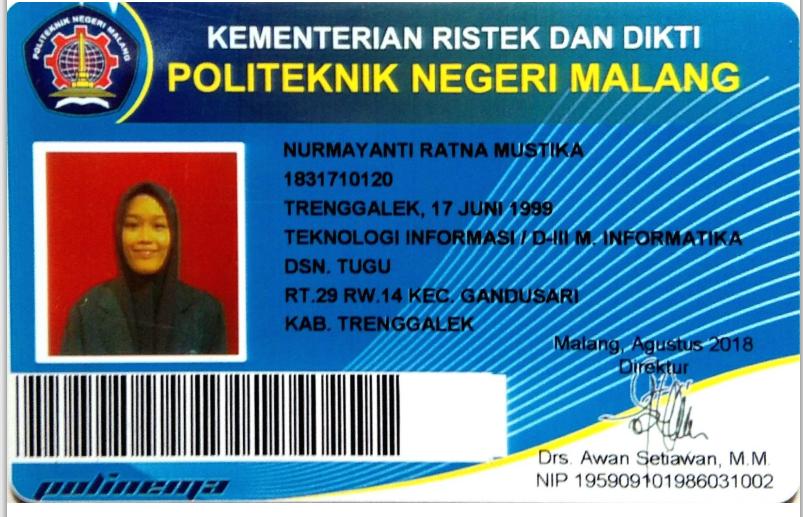 POLITEKNIK NEGERI MALANG
KEMENTERIAN RISTEK DAN DIKTI
POLITEKNIK NEGERI MALANG
NURMAYANTI RATNA MUSTIKA
1831710120
TRENGGALEK, 17 JUNI 1999
TEKNOLOGI INFORMASI / D-III M. INFORMATIKA
DSN. TUGU
RT.29 RW.14 KEC. GANDUSARI
KAB. TRENGGALEK
Malang, Agustus 2018
Direktur
Drs. Awan Setiawan, M.M.
NIP 195909101986031002
polinema